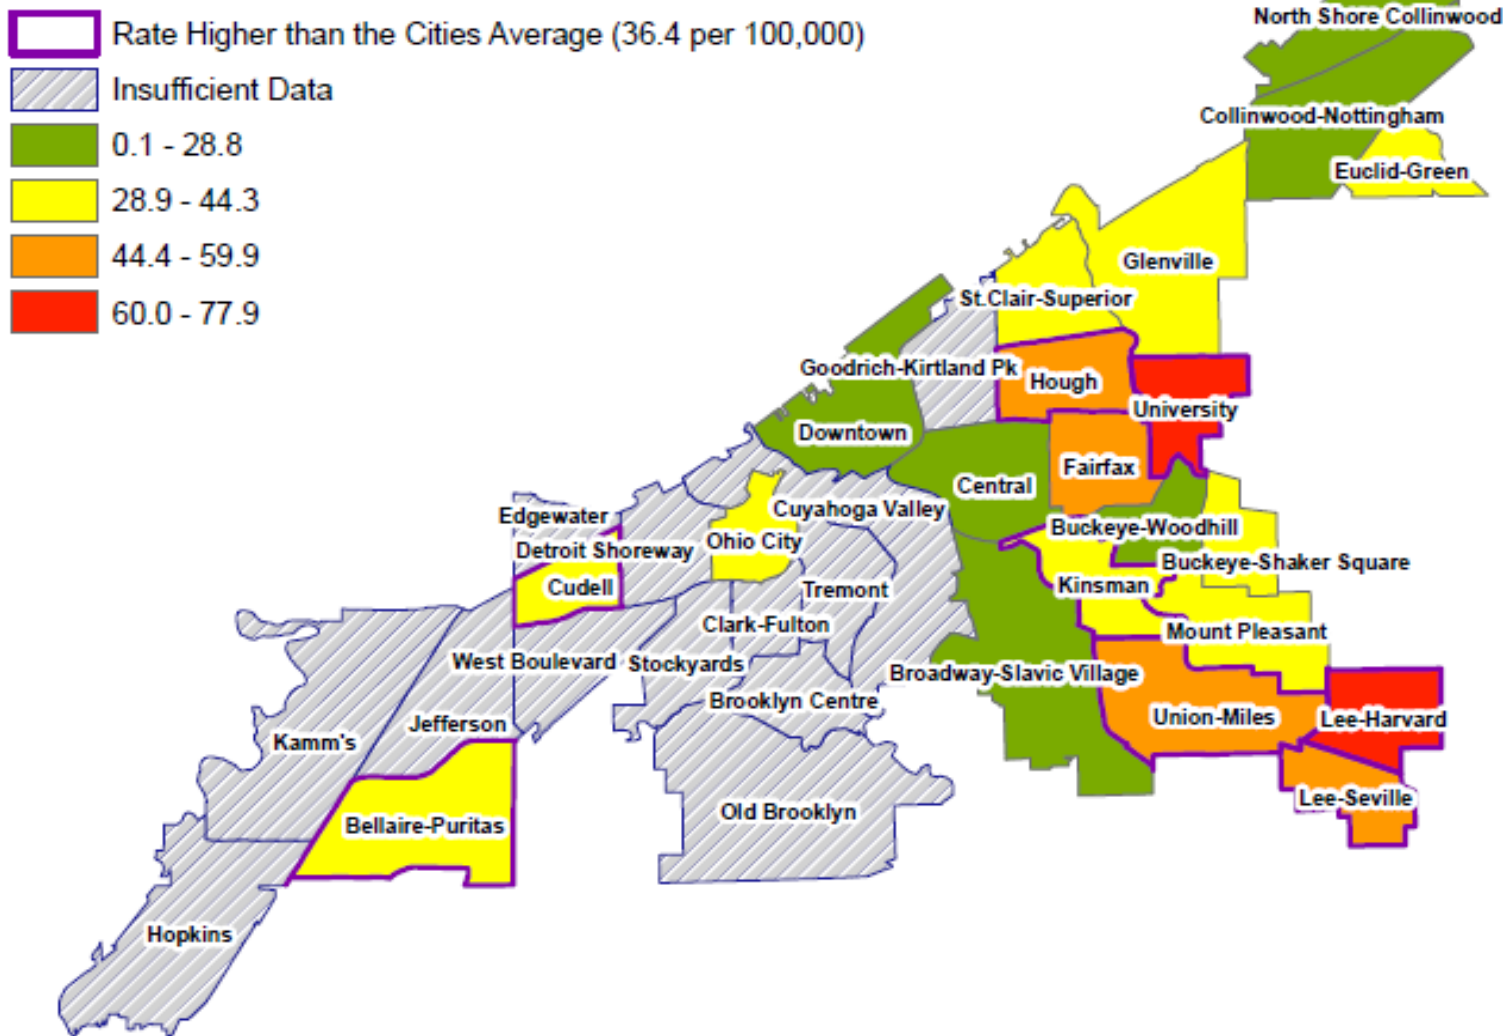 Rate Higher than the Cities Average (36.4 per 100,000)
Insufficient Data
0.1 - 28.8
28.9 - 44.3
44.4 - 59.9
60.0 - 77.9
North Shore Collinwood
Collinwood-Nottingham
Euclid-Green
Glenville
St.Clair-Superior
Goodrich-Kirtland Pk
Hough
University
Downtown
Fairfax
Central
Cuyahoga Valley
Edgewater
Buckeye-Woodhill
Ohio City
Detroit Shoreway
Buckeye-Shaker Square
Cudell
Kinsman
Tremont
Clark-Fulton
Mount Pleasant
West Boulevard
Stockyards
Broadway-Slavic Village
Brooklyn Centre
Union-Miles
Lee-Harvard
Jefferson
Kamm's
Lee-Seville
Old Brooklyn
Bellaire-Puritas
Hopkins